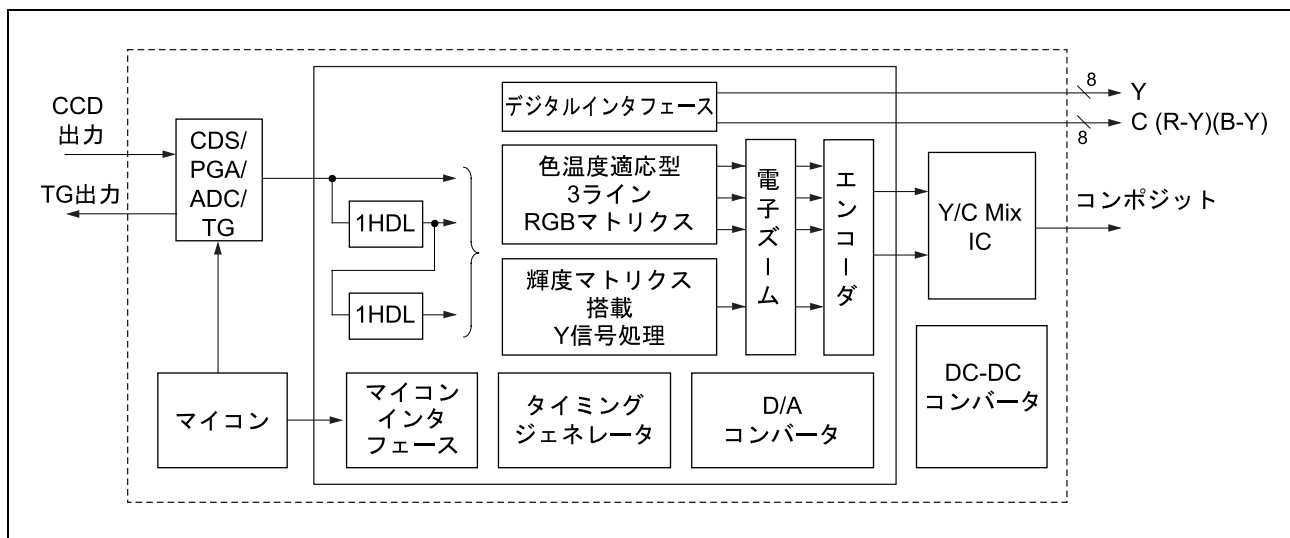 CCD
出力
TG出力
CDS/
PGA/
ADC/
TG
1HDL
1HDL
デジタルインタフェース
8
Y
8
C (R-Y)(B-Y)
色温度適応型
3ライン
RGBマトリクス
輝度マトリクス
搭載
Y信号処理
電子ズーム
エンコーダ
Y/C Mix
IC
コンポジット
マイコン
マイコン
インタ
フェース
タイミング
ジェネレータ
D/A
コンバータ
DC-DC
コンバータ